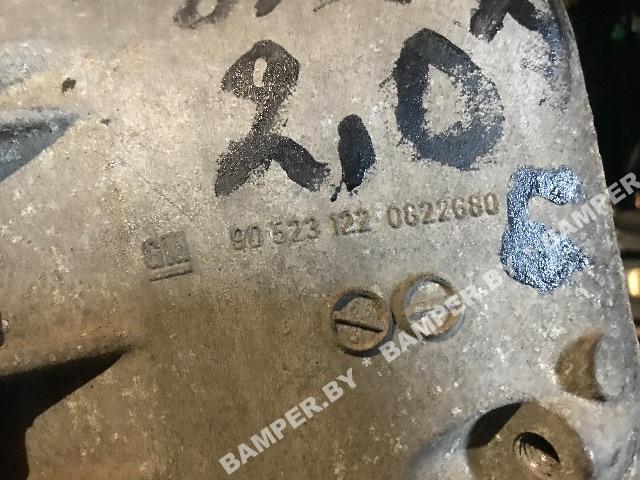 2,0
GM 90 523 122 0622680
Б
BAMPER.BY * BAMPER.BY * BAMPER.BY